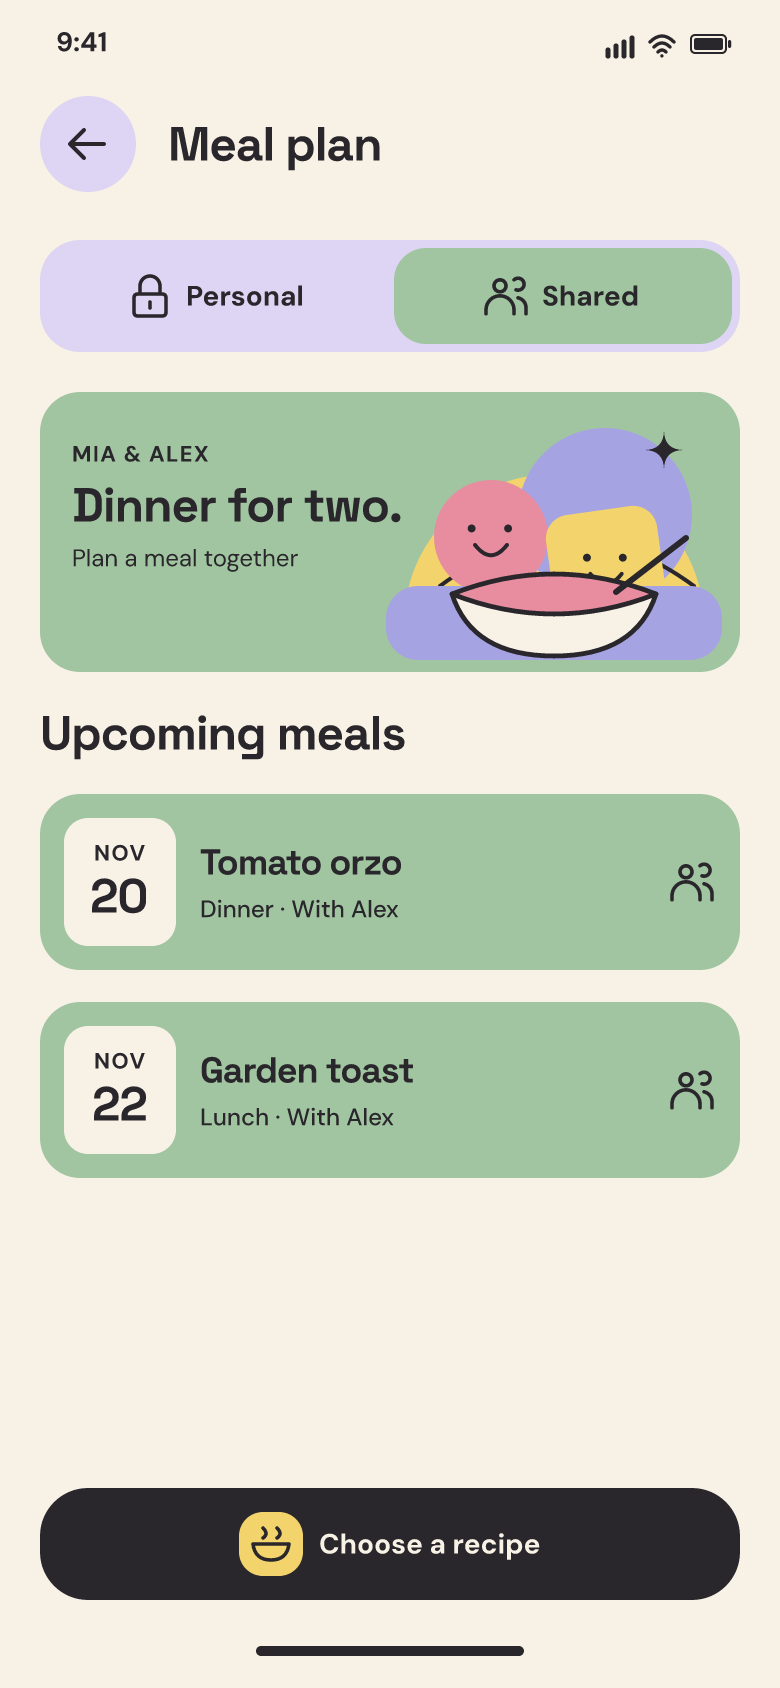 9:41
Meal plan
Personal
Shared
MIA & ALEX
Dinner for two.
Plan a meal together
Upcoming meals
NOV
20
Tomato orzo
Dinner · With Alex
NOV
22
Garden toast
Lunch · With Alex
Choose a recipe